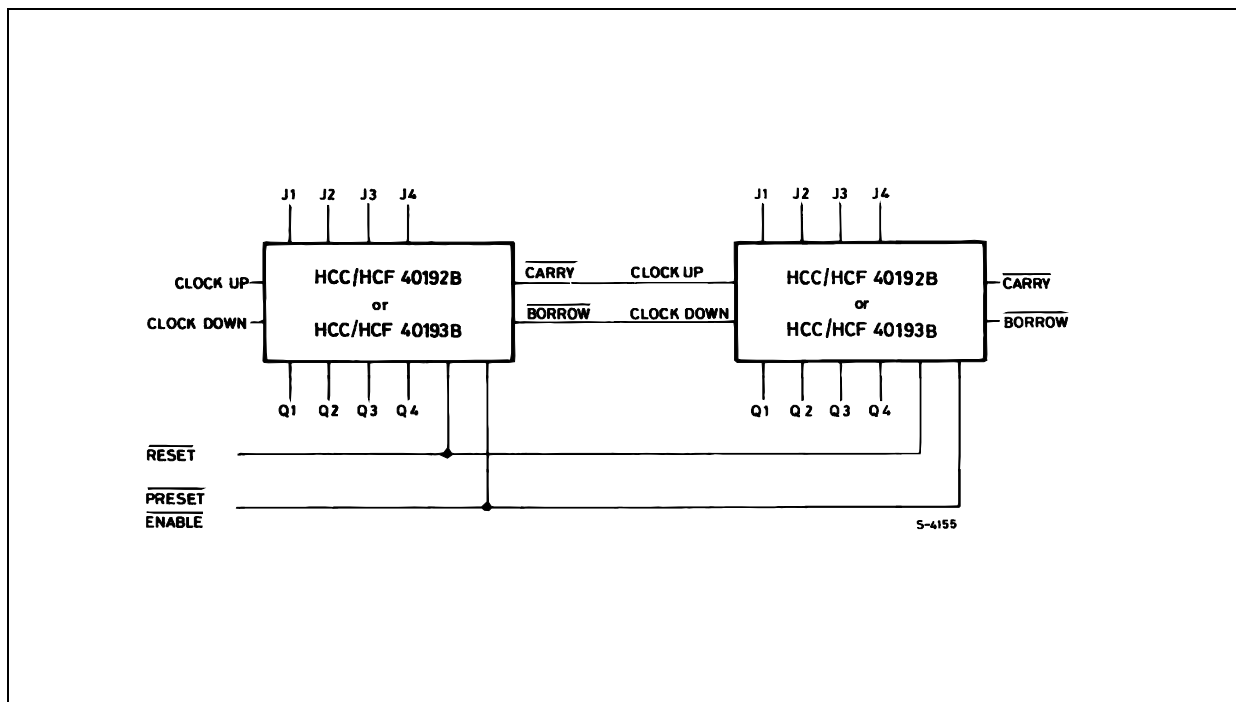 J1 J2 J3 J4 J1 J2 J3 J4
CLOCK UP HCC/HCF 40192B CARRY CLOCK UP HCC/HCF 40192B CARRY
or or
CLOCK DOWN HCC/HCF 40193B BORROW CLOCK DOWN HCC/HCF 40193B BORROW
Q1 Q2 Q3 Q4 Q1 Q2 Q3 Q4
RESET
PRESET
ENABLE
S-4155